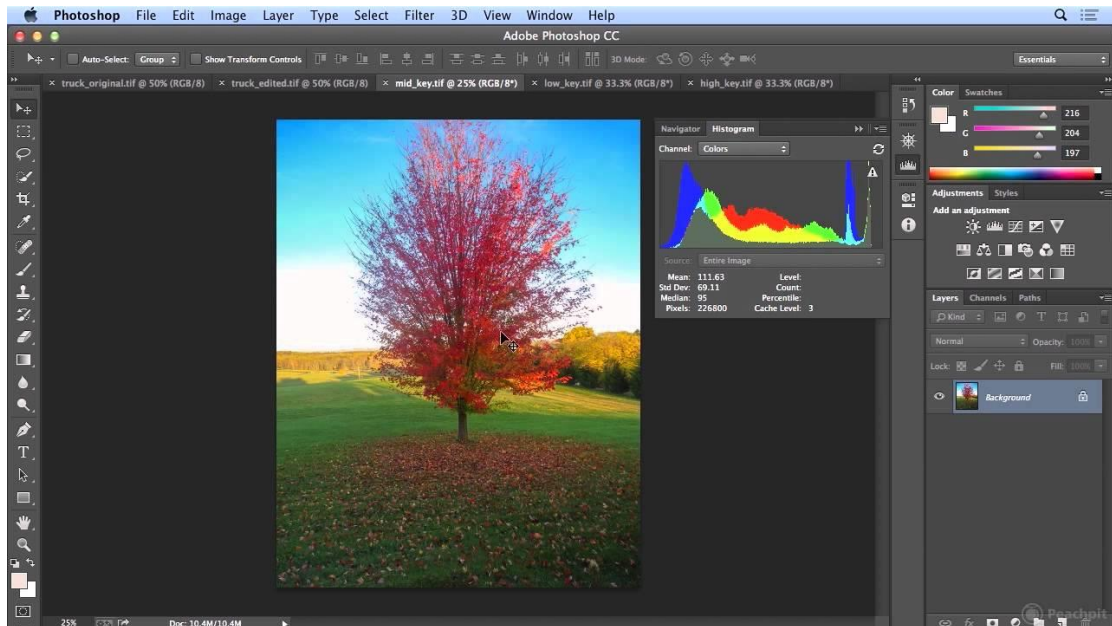 Photoshop File Edit Image Layer Type Select Filter 3D View Window Help
Adobe Photoshop CC
Auto-Select: Group Show Transform Controls 3D Mode: Essentials
× truck_original.tif @ 50% (RGB/8) × truck_edited.tif @ 50% (RGB/8) × mid_key.tif @ 25% (RGB/8*) × low_key.tif @ 33.3% (RGB/8*) × high_key.tif @ 33.3% (RGB/8*)
Navigator Histogram
Channel: Colors
Source: Entire Image
Mean: 111.63 Level:
Std Dev: 69.11 Count:
Median: 95 Percentile:
Pixels: 226800 Cache Level: 3
Color Swatches
R 216
G 204
B 197
Adjustments Styles
Add an adjustment
Layers Channels Paths
Kind
Normal Opacity: 100%
Lock: Fill: 100%
Background
25% Doc: 10.4M/10.4M
Peachpit